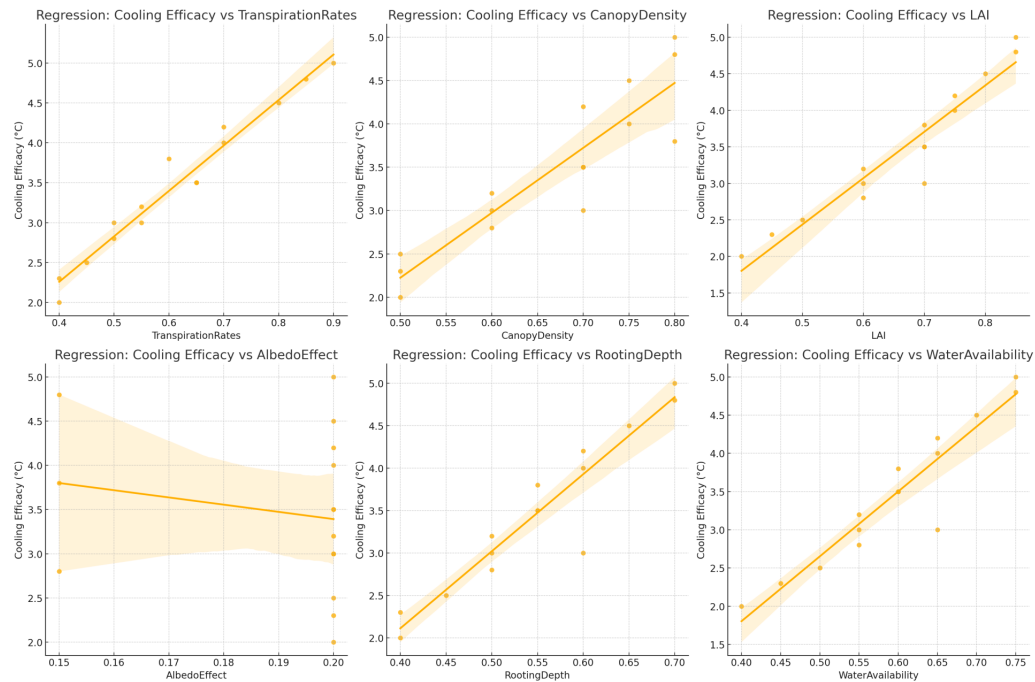 Regression: Cooling Efficacy vs TranspirationRates
Cooling Efficacy (°C)
5.0
4.5
4.0
3.5
3.0
2.5
2.0
0.4 0.5 0.6 0.7 0.8 0.9
TranspirationRates
Regression: Cooling Efficacy vs CanopyDensity
Cooling Efficacy (°C)
5.0
4.5
4.0
3.5
3.0
2.5
2.0
0.50 0.55 0.60 0.65 0.70 0.75 0.80
CanopyDensity
Regression: Cooling Efficacy vs LAI
Cooling Efficacy (°C)
5.0
4.5
4.0
3.5
3.0
2.5
2.0
1.5
0.4 0.5 0.6 0.7 0.8
LAI
Regression: Cooling Efficacy vs AlbedoEffect
Cooling Efficacy (°C)
5.0
4.5
4.0
3.5
3.0
2.5
2.0
0.15 0.16 0.17 0.18 0.19 0.20
AlbedoEffect
Regression: Cooling Efficacy vs RootingDepth
Cooling Efficacy (°C)
5.0
4.5
4.0
3.5
3.0
2.5
2.0
0.40 0.45 0.50 0.55 0.60 0.65 0.70
RootingDepth
Regression: Cooling Efficacy vs WaterAvailability
Cooling Efficacy (°C)
5.0
4.5
4.0
3.5
3.0
2.5
2.0
1.5
0.40 0.45 0.50 0.55 0.60 0.65 0.70 0.75
WaterAvailability